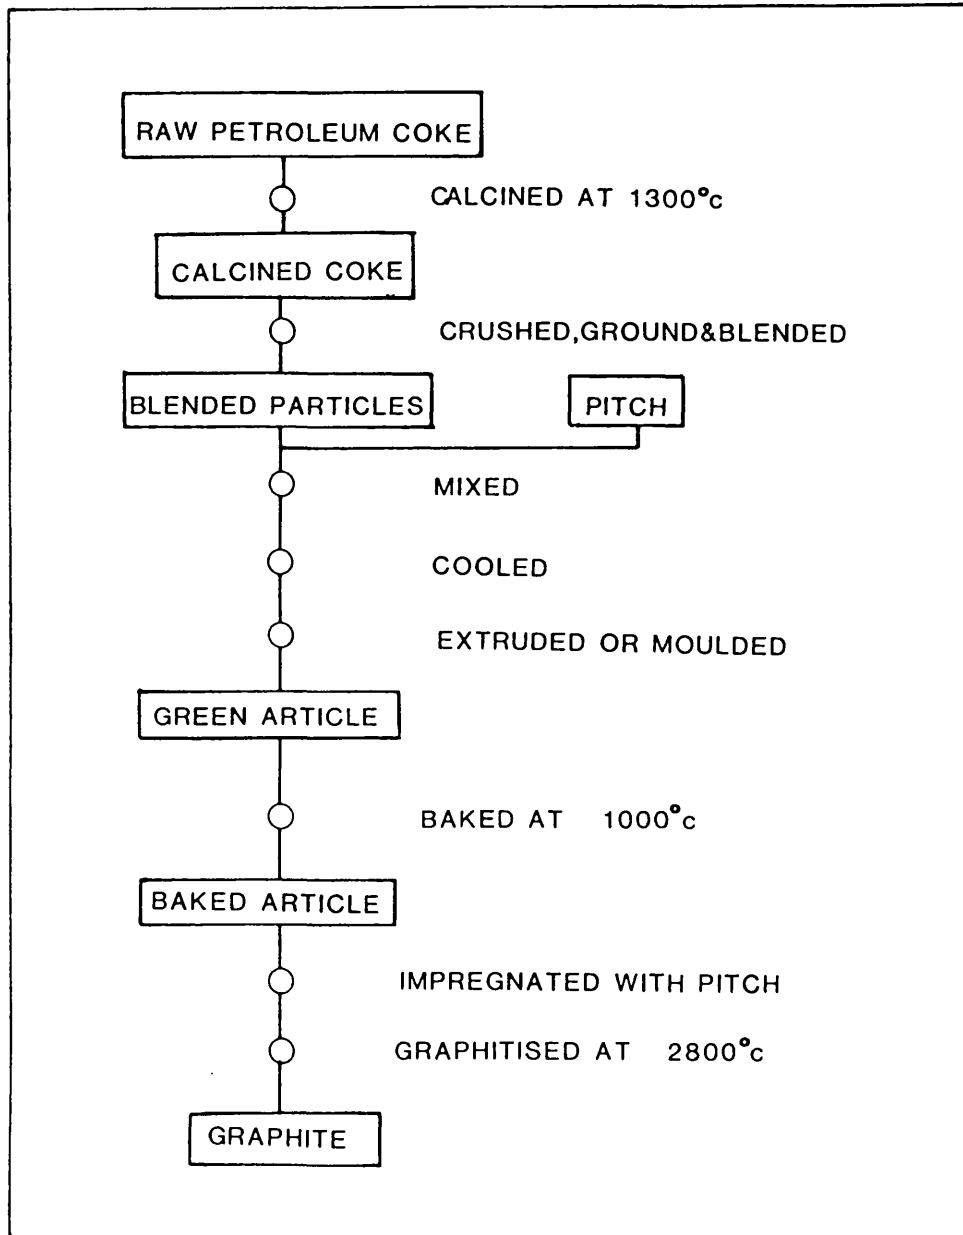 RAW PETROLEUM COKE
CALCINED AT 1300°c
CALCINED COKE
CRUSHED,GROUND&BLENDED
BLENDED PARTICLES
PITCH
MIXED
COOLED
EXTRUDED OR MOULDED
GREEN ARTICLE
BAKED AT 1000°c
BAKED ARTICLE
IMPREGNATED WITH PITCH
GRAPHITISED AT 2800°c
GRAPHITE